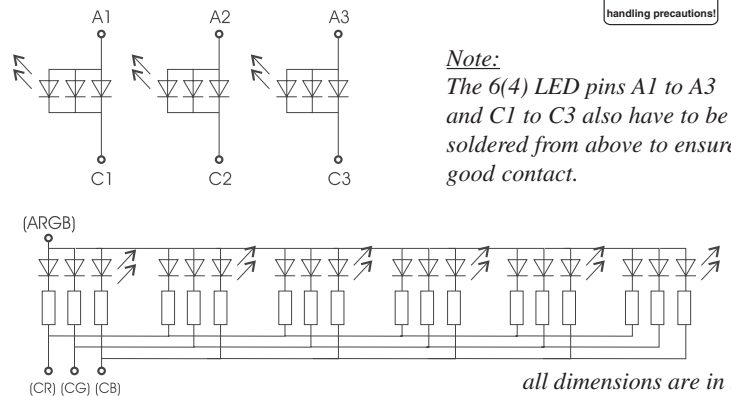 handling precautions!
A1 A2 A3
Note:
The 6(4) LED pins A1 to A3
and C1 to C3 also have to be
soldered from above to ensure
good contact.
C1 C2 C3
(ARGB)
(CR) (CG) (CB)
all dimensions are in